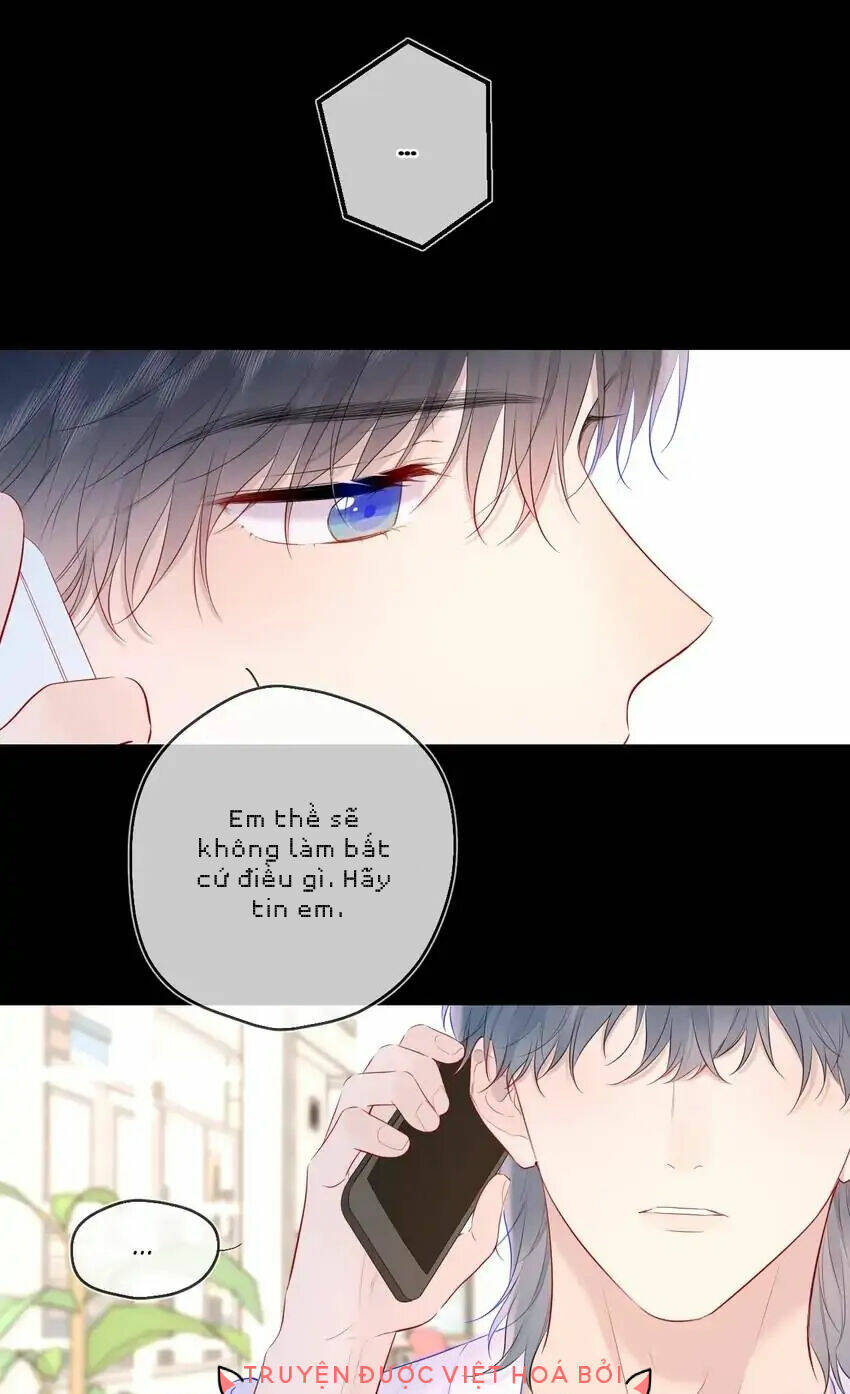 ...
Em thề sẽ
không làm bất
cứ điều gì. Hãy
tin em.
...
TRUYỆN ĐƯỢC VIỆT HOÁ BỞI